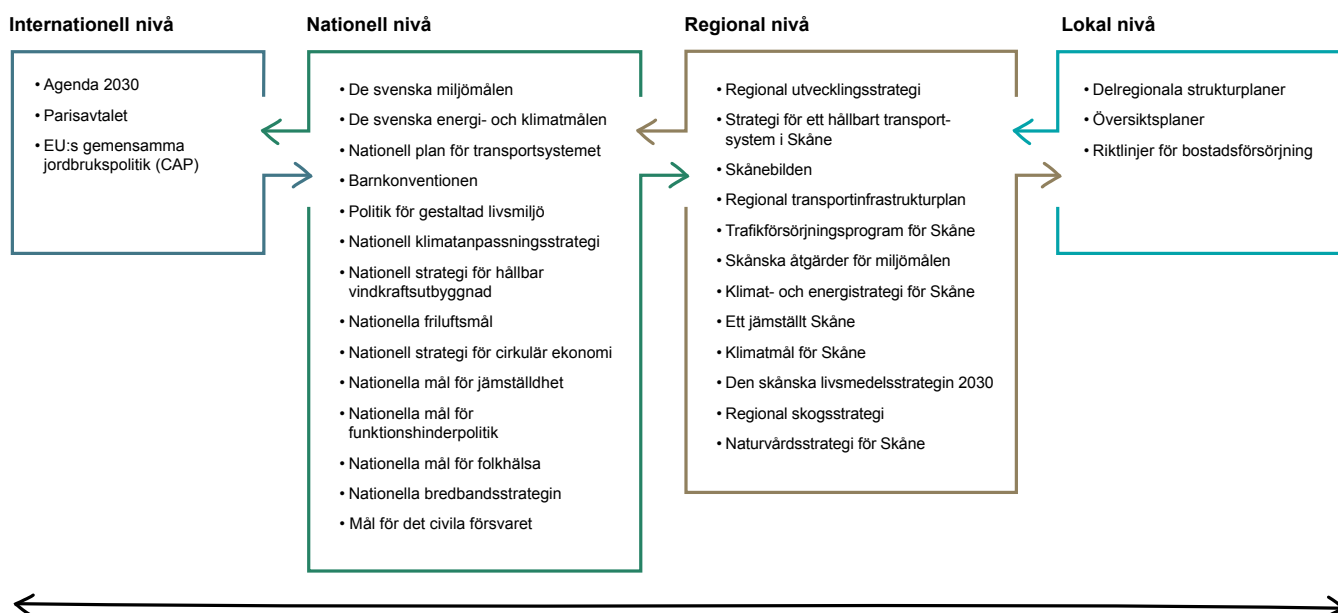 Internationell nivå
• Agenda 2030
• Parisavtalet
• EU:s gemensamma
jordbrukspolitik (CAP)
Nationell nivå
• De svenska miljömålen
• De svenska energi- och klimatmålen
• Nationell plan för transportsystemet
• Barnkonventionen
• Politik för gestaltad livsmiljö
• Nationell klimatanpassningsstrategi
• Nationell strategi för hållbar
vindkraftsutbyggnad
• Nationella friluftsmål
• Nationell strategi för cirkulär ekonomi
• Nationella mål för jämställdhet
• Nationella mål för
funktionshinderpolitik
• Nationella mål för folkhälsa
• Nationella bredbandsstrategin
• Mål för det civila försvaret
Regional nivå
• Regional utvecklingsstrategi
• Strategi för ett hållbart transport-
system i Skåne
• Skånebilden
• Regional transportinfrastrukturplan
• Trafikförsörjningsprogram för Skåne
• Skånska åtgärder för miljömålen
• Klimat- och energistrategi för Skåne
• Ett jämställt Skåne
• Klimatmål för Skåne
• Den skånska livsmedelsstrategin 2030
• Regional skogsstrategi
• Naturvårdsstrategi för Skåne
Lokal nivå
• Delregionala strukturplaner
• Översiktsplaner
• Riktlinjer för bostadsförsörjning